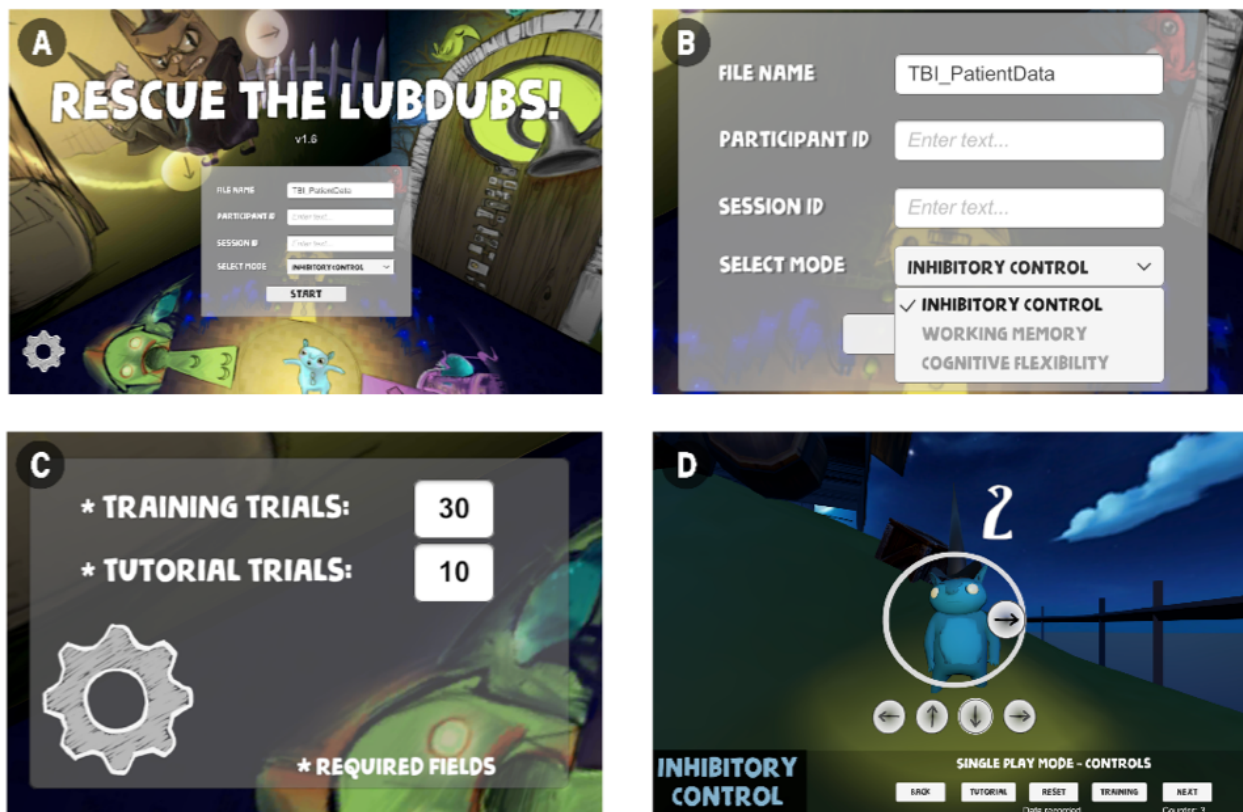 A
RESCUE THE LUBDUBS!
v1.6
FILE NAME TBI_PatientData
PARTICIPANT ID Enter text...
SESSION ID Enter text...
SELECT MODE INHIBITORY CONTROL
START
B
FILE NAME TBI_PatientData
PARTICIPANT ID Enter text...
SESSION ID Enter text...
SELECT MODE INHIBITORY CONTROL
INHIBITORY CONTROL
WORKING MEMORY
COGNITIVE FLEXIBILITY
C
* TRAINING TRIALS: 30
* TUTORIAL TRIALS: 10
* REQUIRED FIELDS
D
2
INHIBITORY
CONTROL
SINGLE PLAY MODE - CONTROLS
BACK TUTORIAL RESET TRAINING NEXT
Data recorded Counter: 3